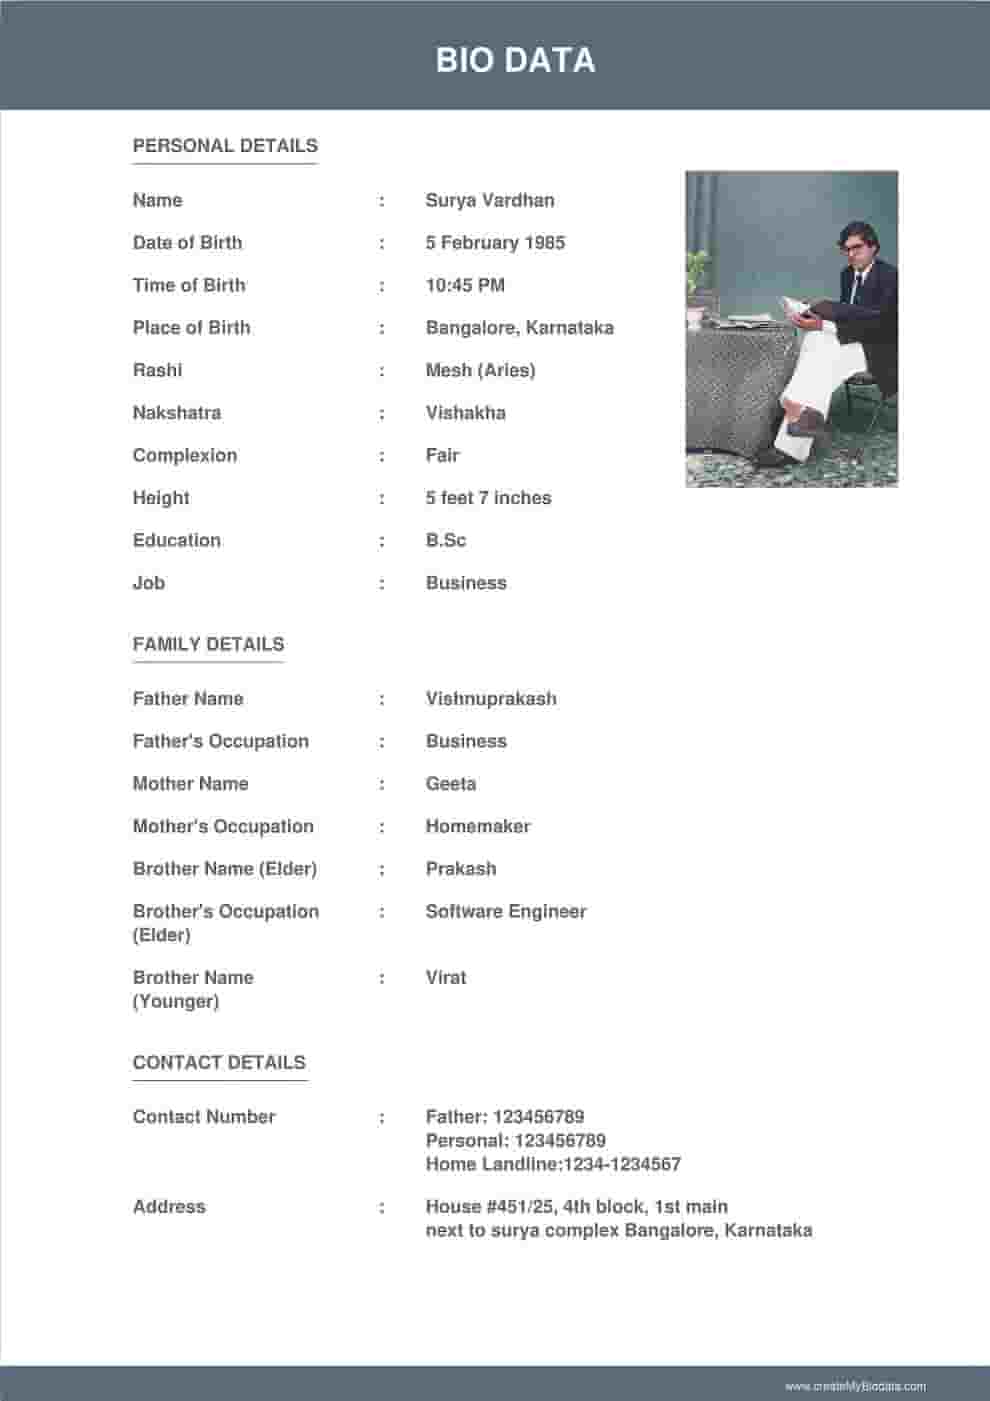 BIO DATA
PERSONAL DETAILS
Name : Surya Vardhan
Date of Birth : 5 February 1985
Time of Birth : 10:45 PM
Place of Birth : Bangalore, Karnataka
Rashi : Mesh (Aries)
Nakshatra : Vishakha
Complexion : Fair
Height : 5 feet 7 inches
Education : B.Sc
Job : Business
FAMILY DETAILS
Father Name : Vishnuprakash
Father's Occupation : Business
Mother Name : Geeta
Mother's Occupation : Homemaker
Brother Name (Elder) : Prakash
Brother's Occupation : Software Engineer
(Elder)
Brother Name : Virat
(Younger)
CONTACT DETAILS
Contact Number : Father: 123456789
Personal: 123456789
Home Landline:1234-1234567
Address : House #451/25, 4th block, 1st main
next to surya complex Bangalore, Karnataka
www.createMyBiodata.com